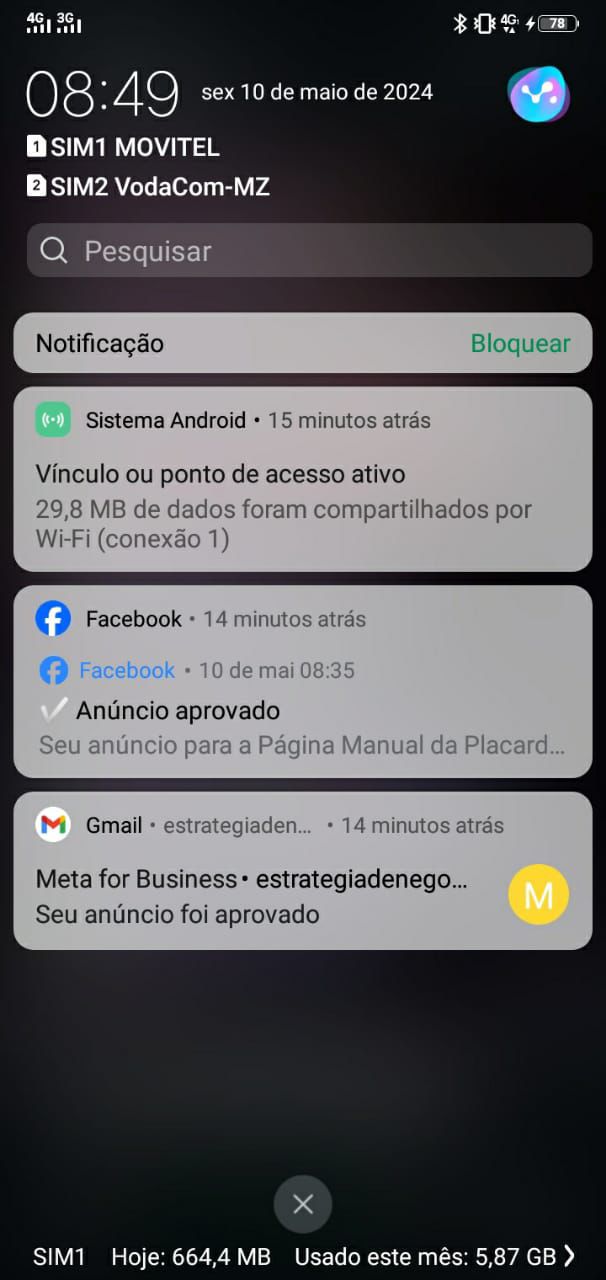 4G 3G 4G 78
08:49 sex 10 de maio de 2024
1 SIM1 MOVITEL
2 SIM2 VodaCom-MZ
Pesquisar
Notificação Bloquear
Sistema Android • 15 minutos atrás
Vínculo ou ponto de acesso ativo
29,8 MB de dados foram compartilhados por
Wi-Fi (conexão 1)
Facebook • 14 minutos atrás
Facebook • 10 de mai 08:35
Anúncio aprovado
Seu anúncio para a Página Manual da Placard…
Gmail • estrategiaden… • 14 minutos atrás
Meta for Business • estrategiadenego…
Seu anúncio foi aprovado
M
SIM1 Hoje: 664,4 MB Usado este mês: 5,87 GB